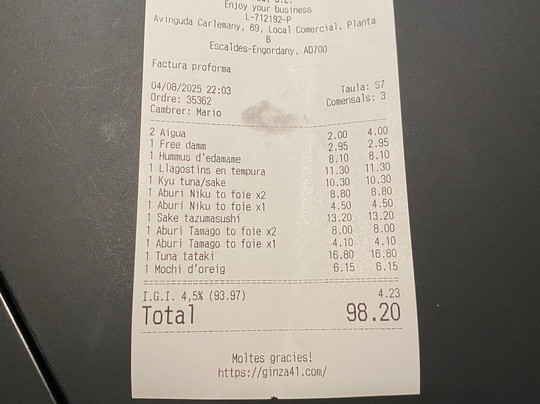 Enjoy your business
L-712192-P
Avinguda Carlemany, 69, Local Comercial, Planta
B
Escaldes-Engordany, AD700
Factura proforma
04/08/2025 22:03 Taula: S7
Ordre: 35362 Comensals: 3
Cambrer: Mario
2 Aigua 2.00 4.00
1 Free damm 2.95 2.95
1 Hummus d'edamame 8.10 8.10
1 Llagostins en tempura 11.30 11.30
1 Kyu tuna/sake 10.30 10.30
1 Aburi Niku to foie x2 8.80 8.80
1 Aburi Niku to foie x1 4.50 4.50
1 Sake tazumasushi 13.20 13.20
1 Aburi Tamago to foie x2 8.00 8.00
1 Aburi Tamago to foie x1 4.10 4.10
1 Tuna tataki 16.80 16.80
1 Mochi d'oreig 6.15 6.15
I.G.I. 4,5% (93.97) 4.23
Total 98.20
Moltes gracies!
https://ginza41.com/